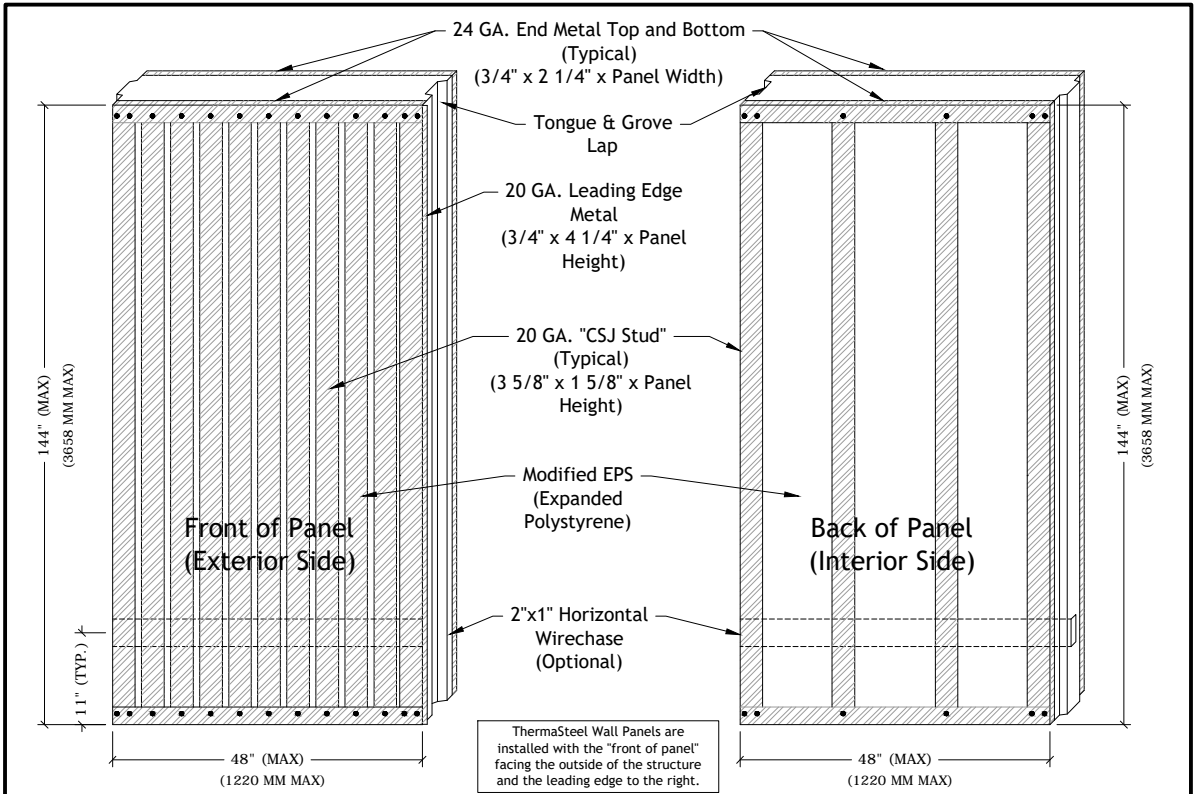 24 GA. End Metal Top and Bottom
(Typical)
(3/4" x 2 1/4" x Panel Width)
Tongue & Grove
Lap
20 GA. Leading Edge
Metal
(3/4" x 4 1/4" x Panel
Height)
20 GA. "CSJ Stud"
(Typical)
(3 5/8" x 1 5/8" x Panel
Height)
Modified EPS
(Expanded
Polystyrene)
2"x1" Horizontal
Wirechase
(Optional)
Front of Panel
(Exterior Side)
Back of Panel
(Interior Side)
144" (MAX)
(3658 MM MAX)
11" (TYP.)
144" (MAX)
(3658 MM MAX)
48" (MAX)
(1220 MM MAX)
ThermaSteel Wall Panels are
installed with the "front of panel"
facing the outside of the structure
and the leading edge to the right.
48" (MAX)
(1220 MM MAX)